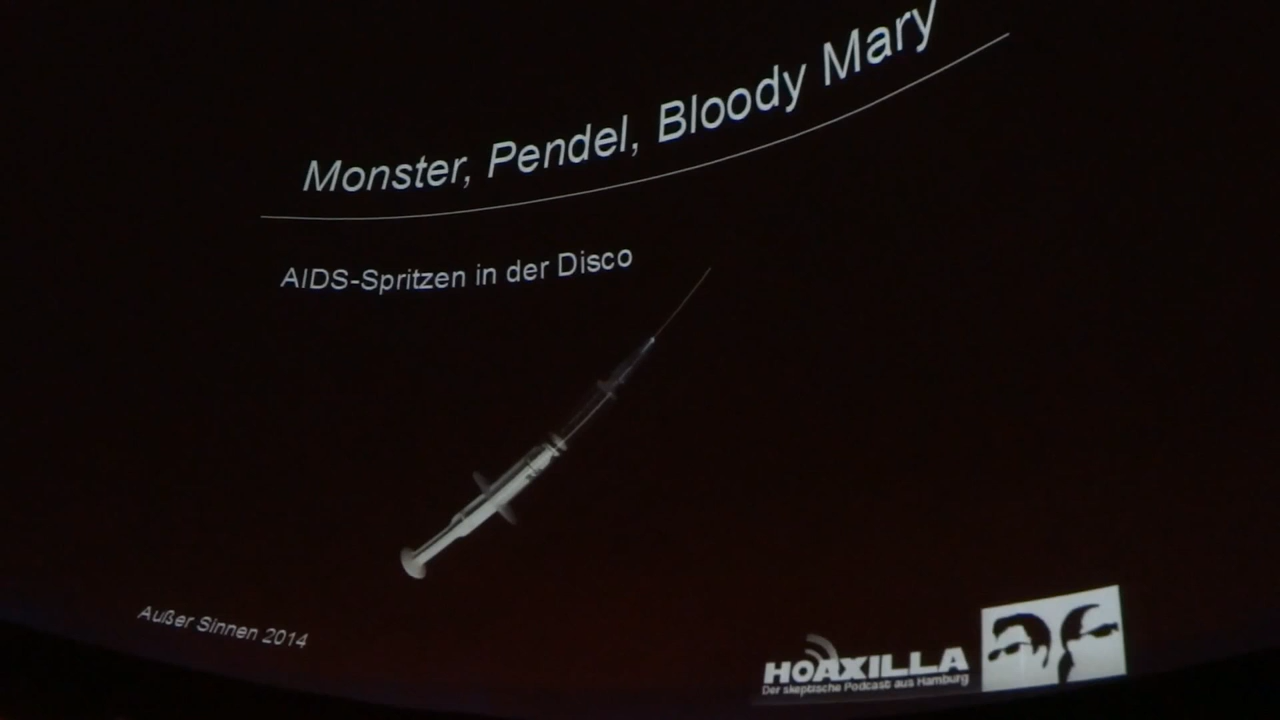 Monster, Pendel, Bloody Mary
AIDS-Spritzen in der Disco
Außer Sinnen 2014
HOAXILLA
Der skeptische Podcast aus Hamburg